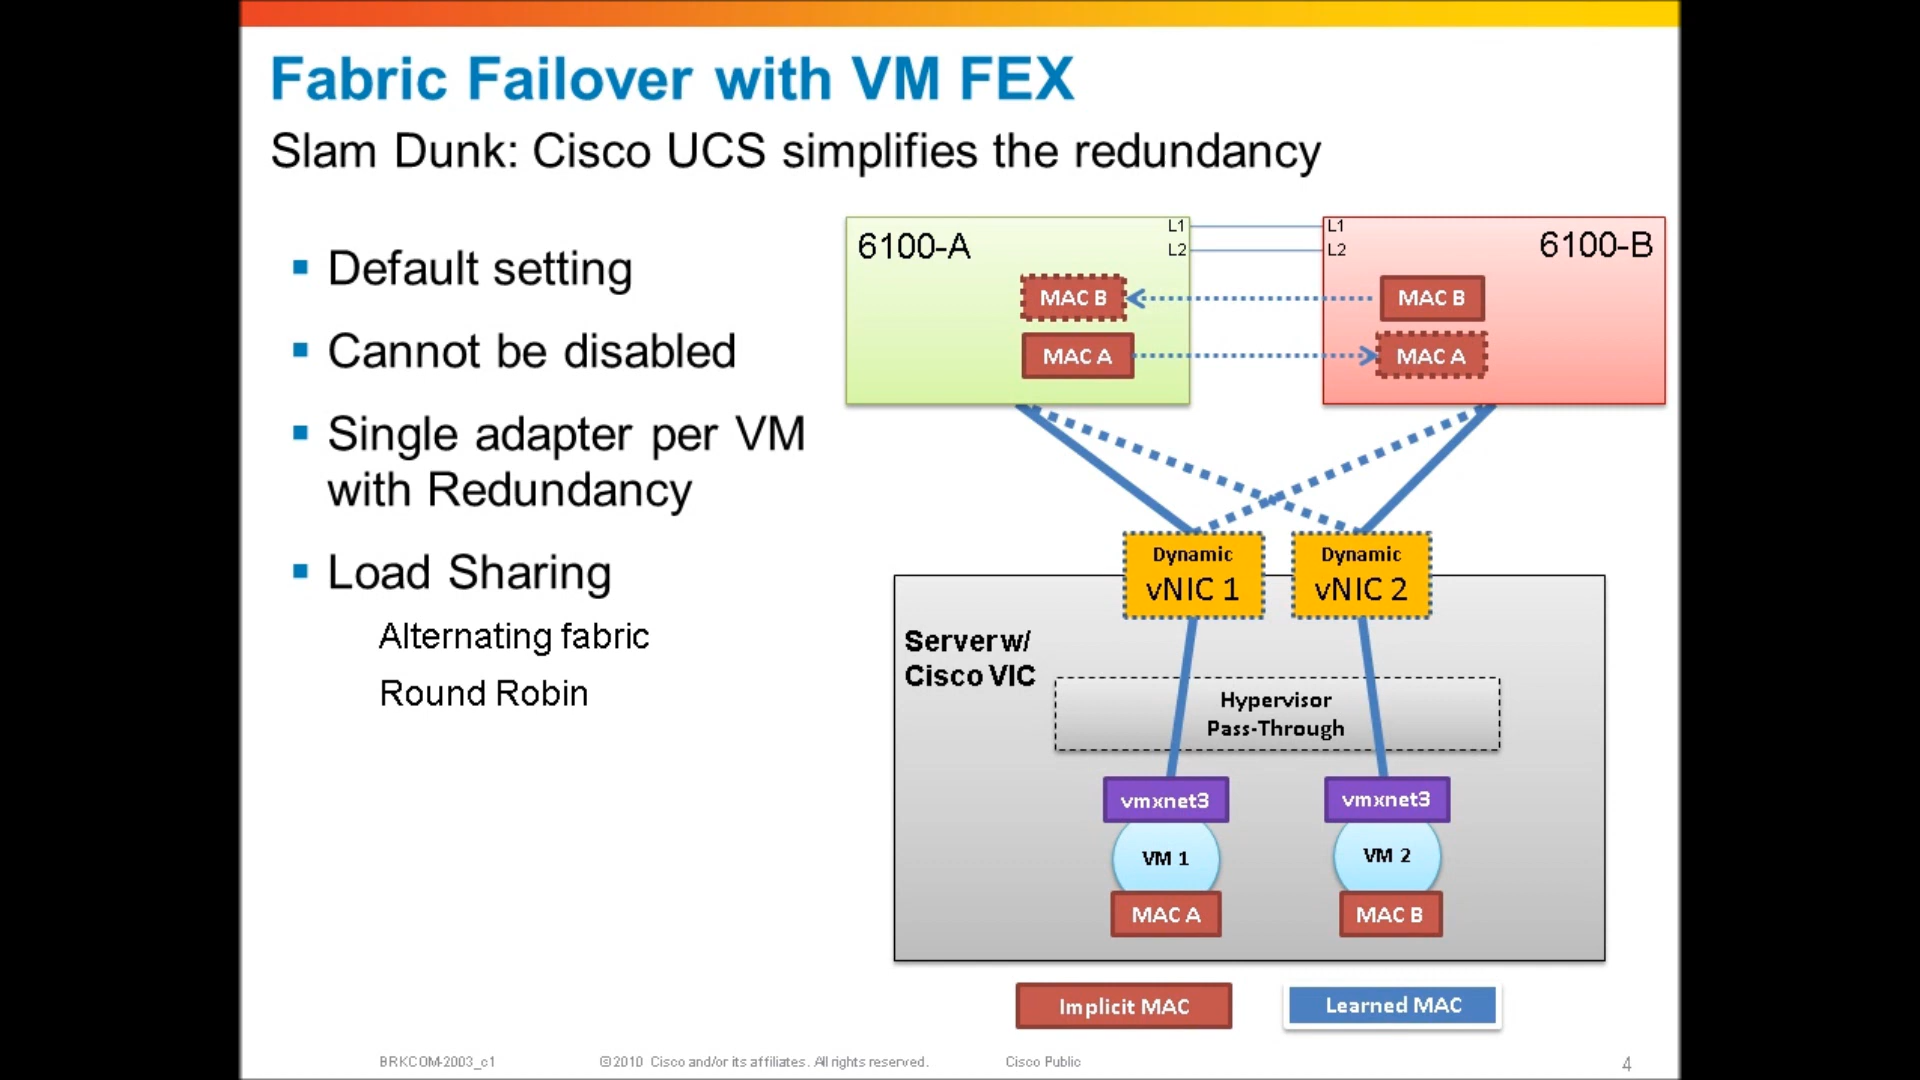 Fabric Failover with VM FEX
Slam Dunk: Cisco UCS simplifies the redundancy
Default setting
Cannot be disabled
Single adapter per VM
with Redundancy
Load Sharing
Alternating fabric
Round Robin
6100-A
L1
L2
L1
L2
6100-B
MAC B
MAC B
MAC A
MAC A
Dynamic
vNIC 1
Dynamic
vNIC 2
Server w/
Cisco VIC
Hypervisor
Pass-Through
vmxnet3
vmxnet3
VM 1
VM 2
MAC A
MAC B
Implicit MAC
Learned MAC
BRKCOM-2003_c1
©2010 Cisco and/or its affiliates. All rights reserved.
Cisco Public
4